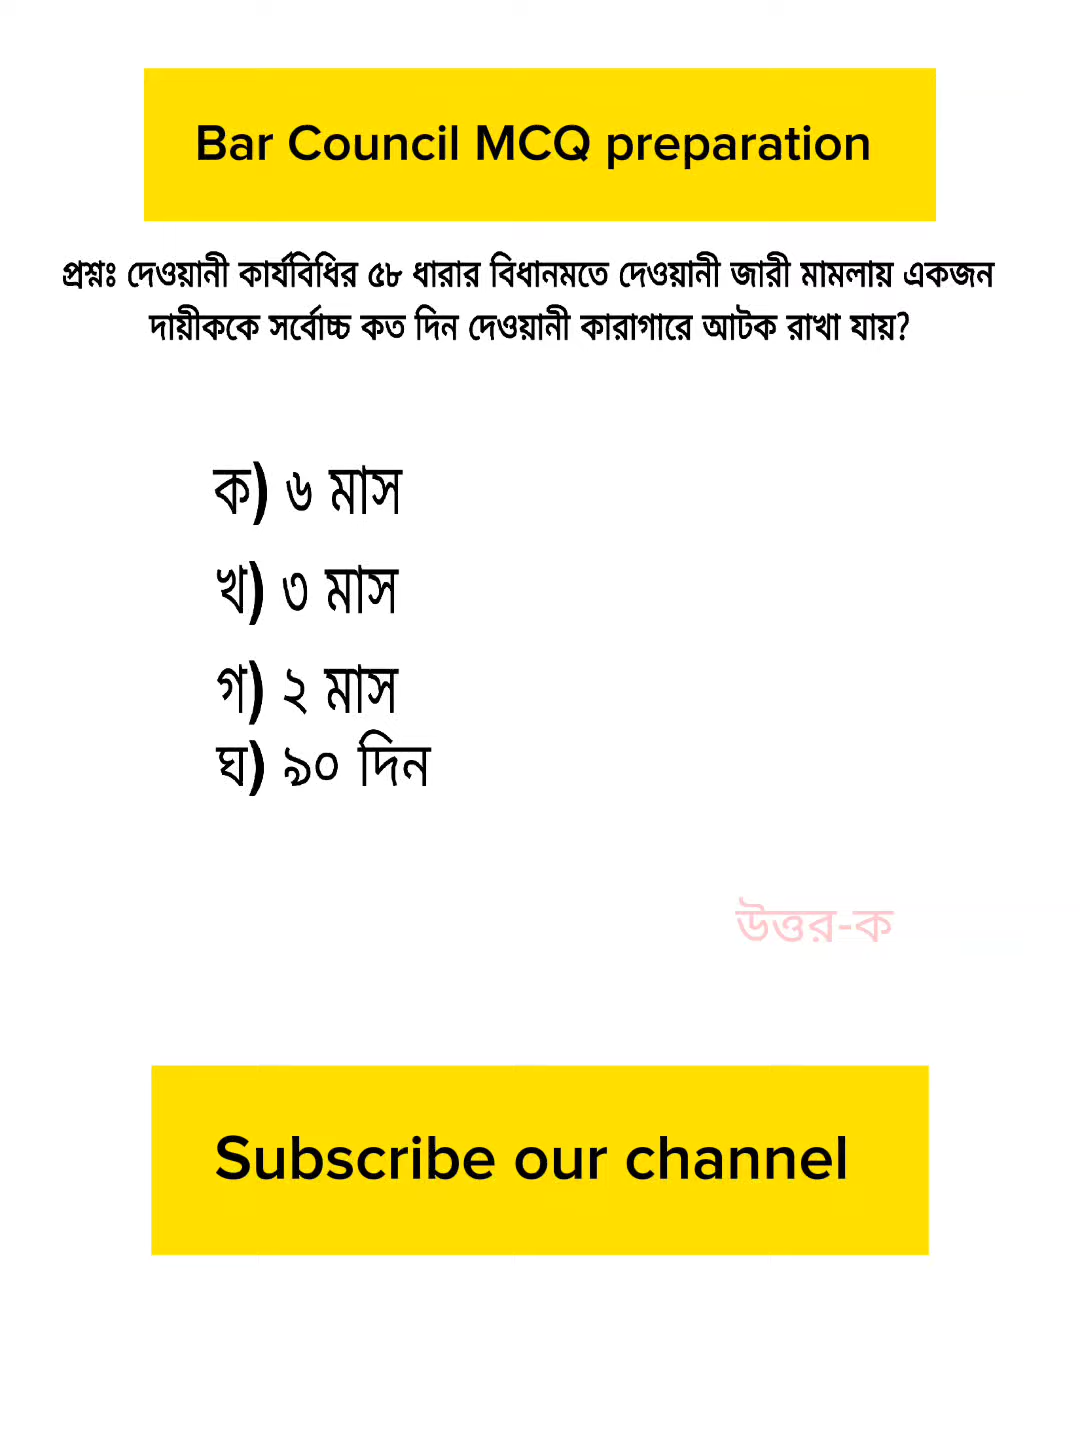 Bar Council MCQ preparation
প্রশ্নঃ দেওয়ানী কার্যবিধির ৫৮ ধারার বিধানমতে দেওয়ানী জারী মামলায় একজন
দায়ীককে সর্বোচ্চ কত দিন দেওয়ানী কারাগারে আটক রাখা যায়?
ক) ৬ মাস
খ) ৩ মাস
গ) ২ মাস
ঘ) ৯০ দিন
উত্তর-ক
Subscribe our channel